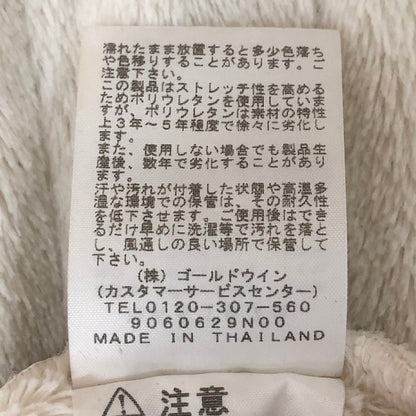 濡れたまま放置すると多少色落ち
や色移りすることがあります。ご
注意下さい。
この製品はストレッチ性を高める
ためポリウレタンを使用していま
すが、ポリウレタンは素材の特性
上3年～5年程度で徐々に劣化し
ます。
また、使用しない場合でも製品生
産後、数年で劣化することがあり
ます。
汗や汚れが付着した状態や高温多
湿な環境での保管は、その耐久性
を低下させます。ご使用後はでき
るだけ早めに洗濯等で汚れを落と
し、風通しの良い場所で保管して
下さい。
(株) ゴールドウイン
(カスタマーサービスセンター)
TEL0120-307-560
9060629N00
MADE IN THAILAND
注意